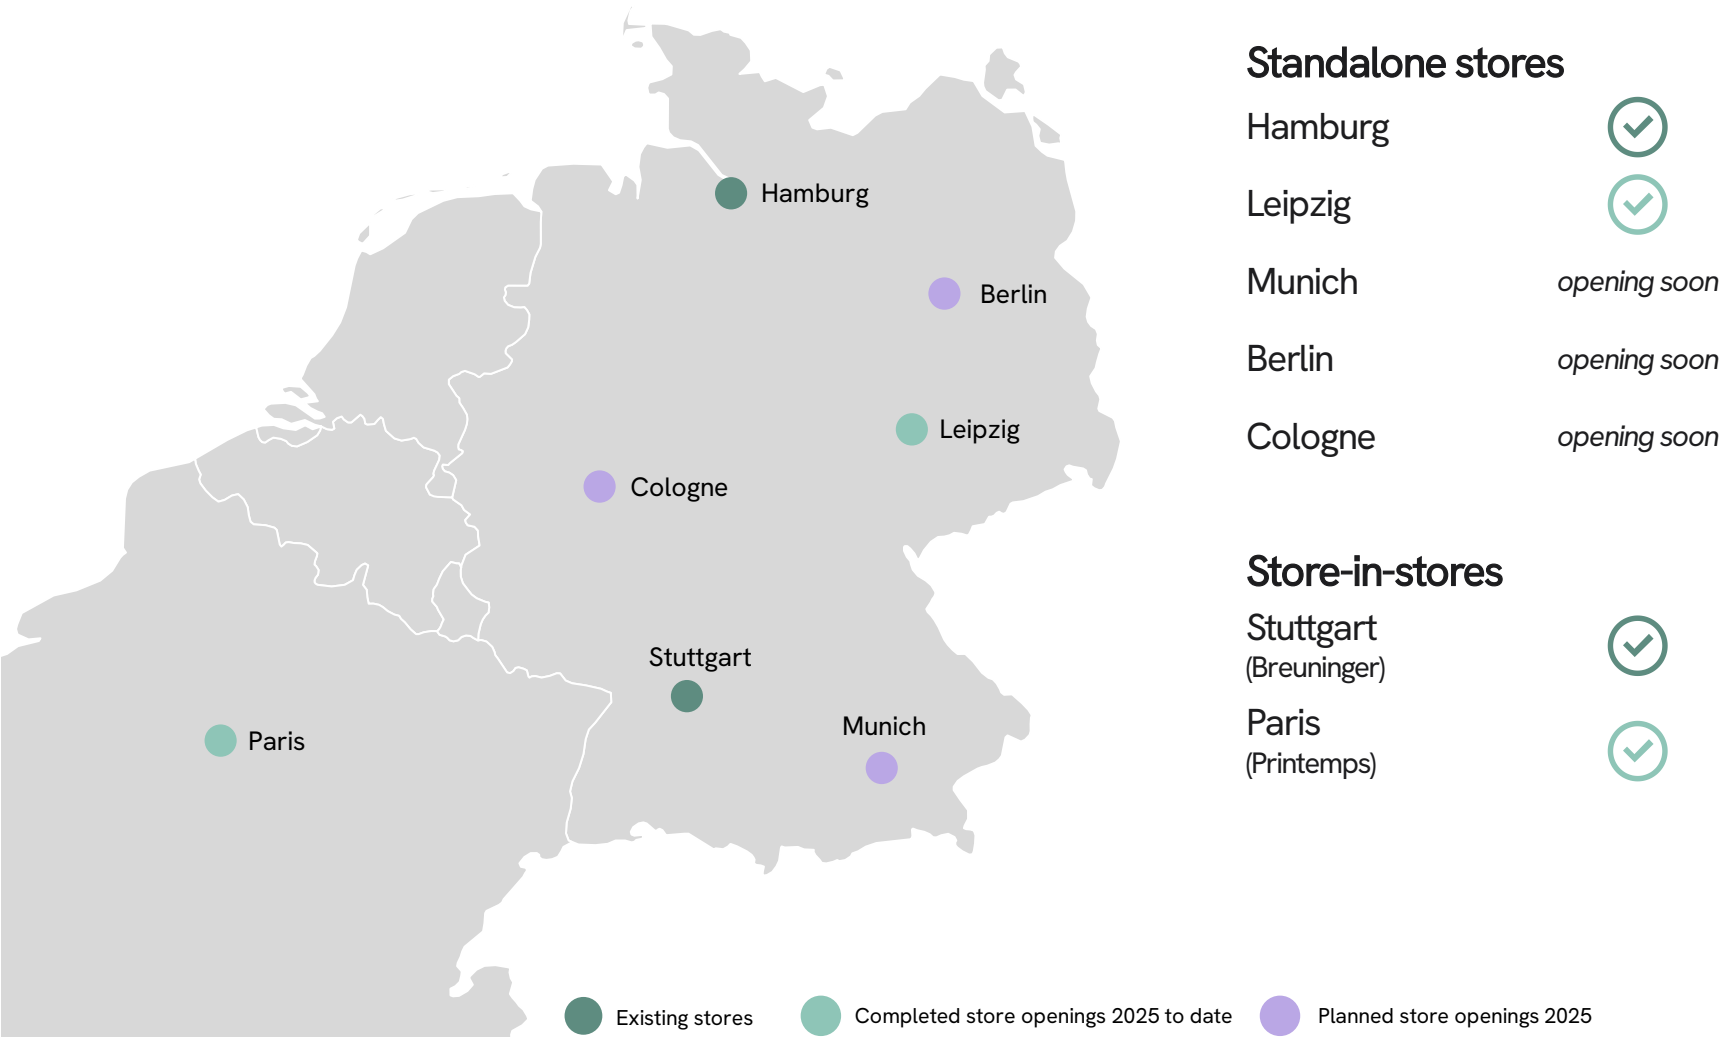 Hamburg
Berlin
Leipzig
Cologne
Stuttgart
Munich
Paris
Standalone stores
Hamburg
Leipzig
Munich opening soon
Berlin opening soon
Cologne opening soon
Store-in-stores
Stuttgart
(Breuninger)
Paris
(Printemps)
Existing stores
Completed store openings 2025 to date
Planned store openings 2025